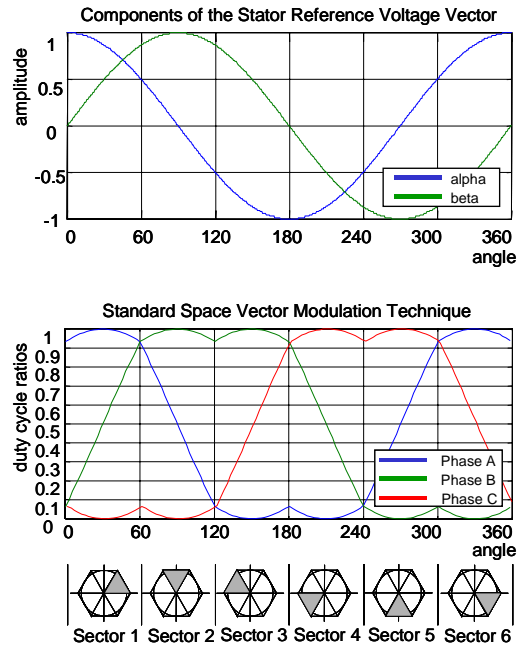 Components of the Stator Reference Voltage Vector
amplitude
1
0.5
0
-0.5
-1
alpha
beta
0 60 120 180 240 300 360
angle
Standard Space Vector Modulation Technique
duty cycle ratios
1
0.9
0.8
0.7
0.6
0.5
0.4
0.3
0.2
0.1
0
Phase A
Phase B
Phase C
0 60 120 180 240 300 360
angle
Sector 1 Sector 2 Sector 3 Sector 4 Sector 5 Sector 6